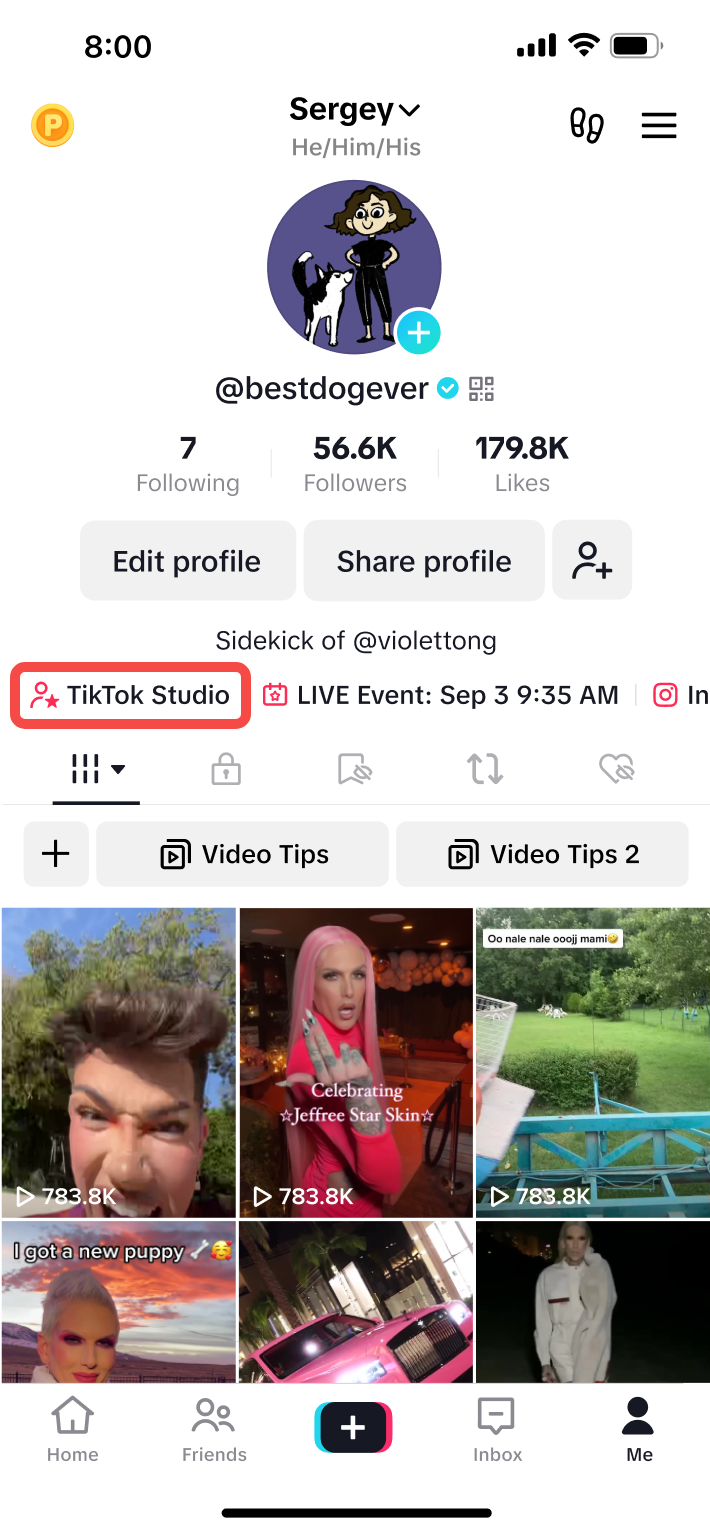 8:00
P
Sergey
He/Him/His
@bestdogever
7 56.6K 179.8K
Following Followers Likes
Edit profile Share profile
Sidekick of @violettong
TikTok Studio LIVE Event: Sep 3 9:35 AM In
Video Tips Video Tips 2
Oo nale nale ooojj mami🤣
Celebrating
☆Jeffree Star Skin☆
783.8K 783.8K 783.8K
I got a new puppy 🦴🥰
Home Friends Inbox Me